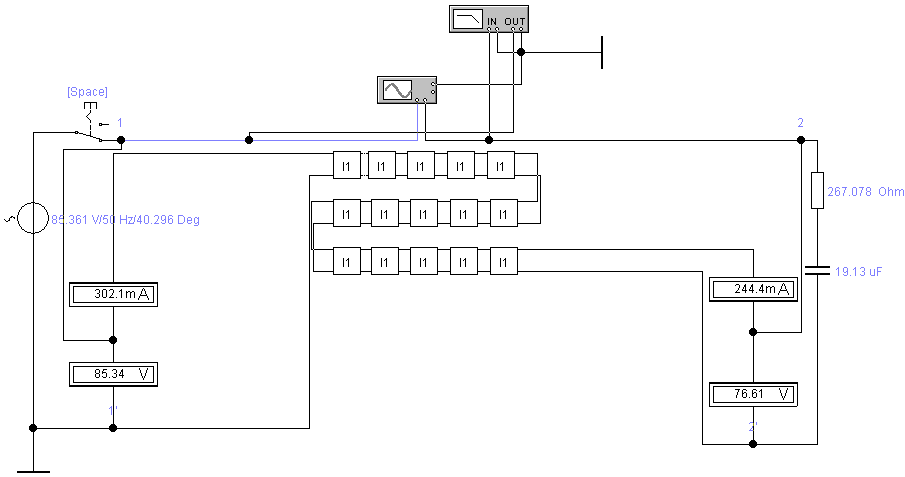 IN OUT
[Space]
1
2
I1 I1 I1 I1 I1
267.078 Ohm
85.361 V/50 Hz/40.296 Deg
I1 I1 I1 I1 I1
I1 I1 I1 I1 I1
19.13 uF
302.1m A
244.4m A
85.34 V
76.61 V
1'
2'